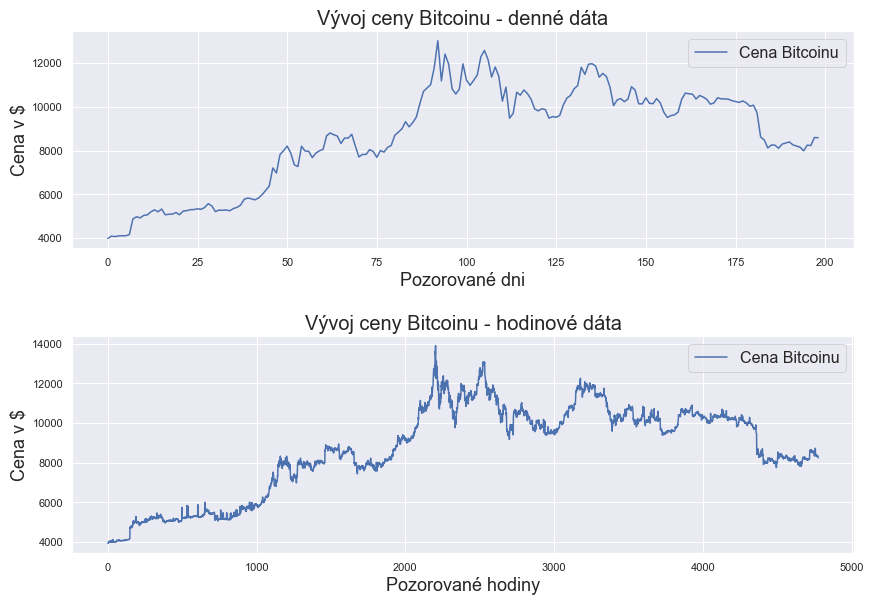 Vývoj ceny Bitcoinu - denné dáta
Cena Bitcoinu
Cena v $
12000
10000
8000
6000
4000
0 25 50 75 100 125 150 175 200
Pozorované dni
Vývoj ceny Bitcoinu - hodinové dáta
Cena Bitcoinu
Cena v $
14000
12000
10000
8000
6000
4000
0 1000 2000 3000 4000 5000
Pozorované hodiny